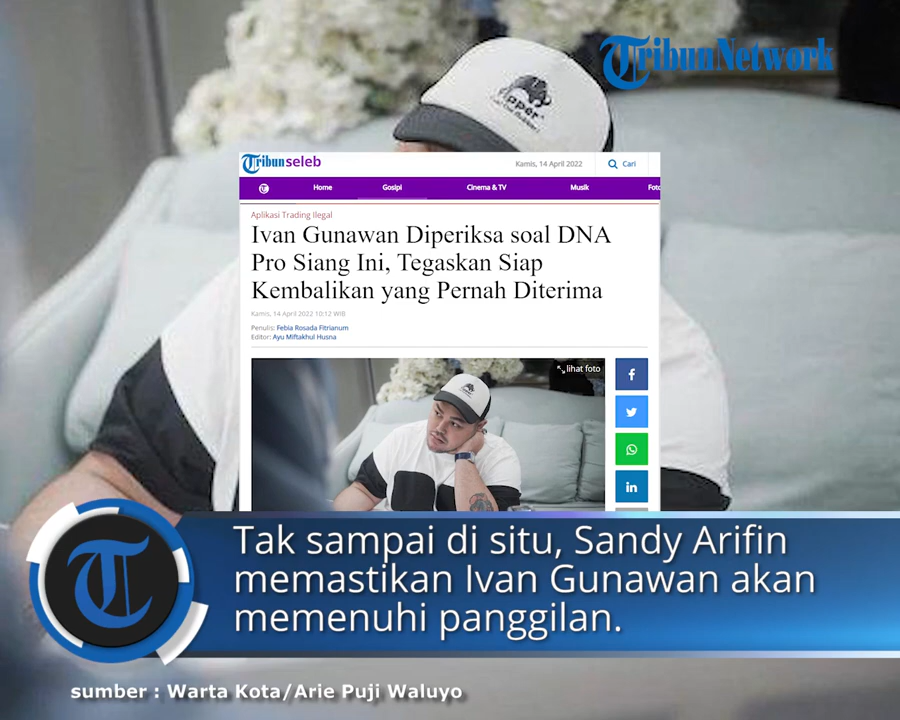 TribunNetwork
Tipper
Tribunseleb
Kamis, 14 April 2022
Cari
Home
Gosipi
Cinema & TV
Musik
Foto
Aplikasi Trading Ilegal
Ivan Gunawan Diperiksa soal DNA
Pro Siang Ini, Tegaskan Siap
Kembalikan yang Pernah Diterima
Kamis, 14 April 2022 10:12 WIB
Penulis: Febia Rosada Fitrianum
Editor: Ayu Miftakhul Husna
lihat foto
Tak sampai di situ, Sandy Arifin
memastikan Ivan Gunawan akan
memenuhi panggilan.
sumber : Warta Kota/Arie Puji Waluyo